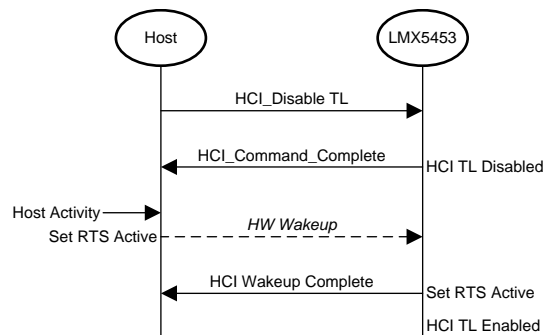 Host
LMX5453
HCI_Disable TL
HCI_Command_Complete
HCI TL Disabled
Host Activity
Set RTS Active
HW Wakeup
HCI Wakeup Complete
Set RTS Active
HCI TL Enabled